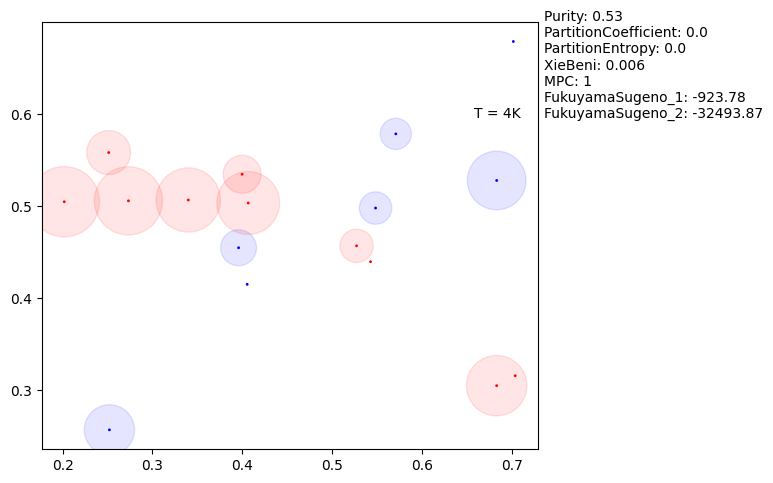 Purity: 0.53
PartitionCoefficient: 0.0
PartitionEntropy: 0.0
XieBeni: 0.006
MPC: 1
FukuyamaSugeno_1: -923.78
FukuyamaSugeno_2: -32493.87
T = 4K
0.6
0.5
0.4
0.3
0.2 0.3 0.4 0.5 0.6 0.7